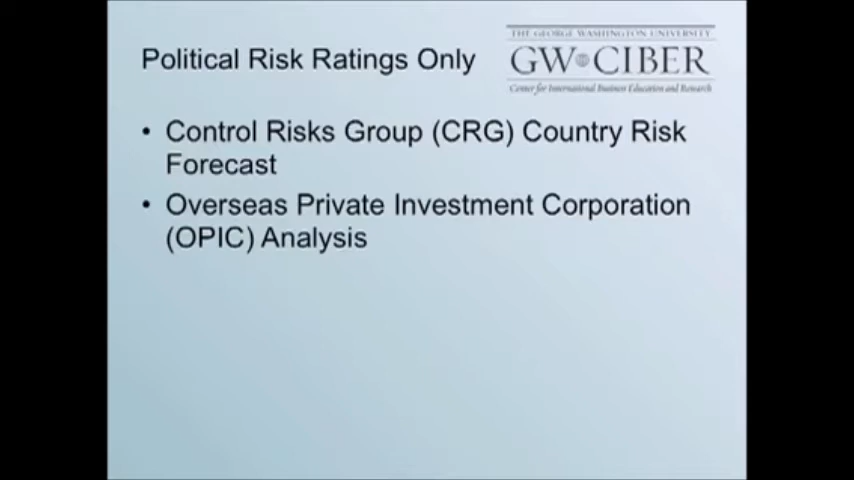 THE GEORGE WASHINGTON UNIVERSITY
Political Risk Ratings Only
GW CIBER
Center for International Business Education and Research
• Control Risks Group (CRG) Country Risk
Forecast
• Overseas Private Investment Corporation
(OPIC) Analysis